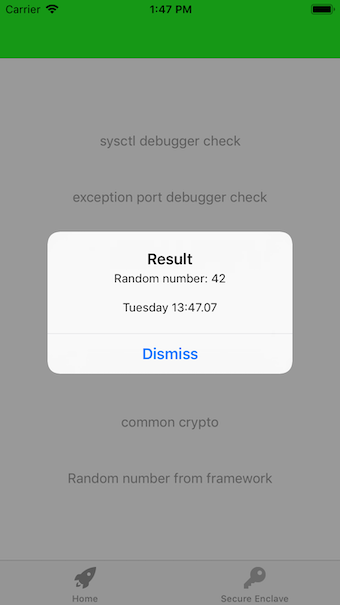 Carrier 1:47 PM
sysctl debugger check
exception port debugger check
Result
Random number: 42
Tuesday 13:47.07
Dismiss
common crypto
Random number from framework
Home Secure Enclave